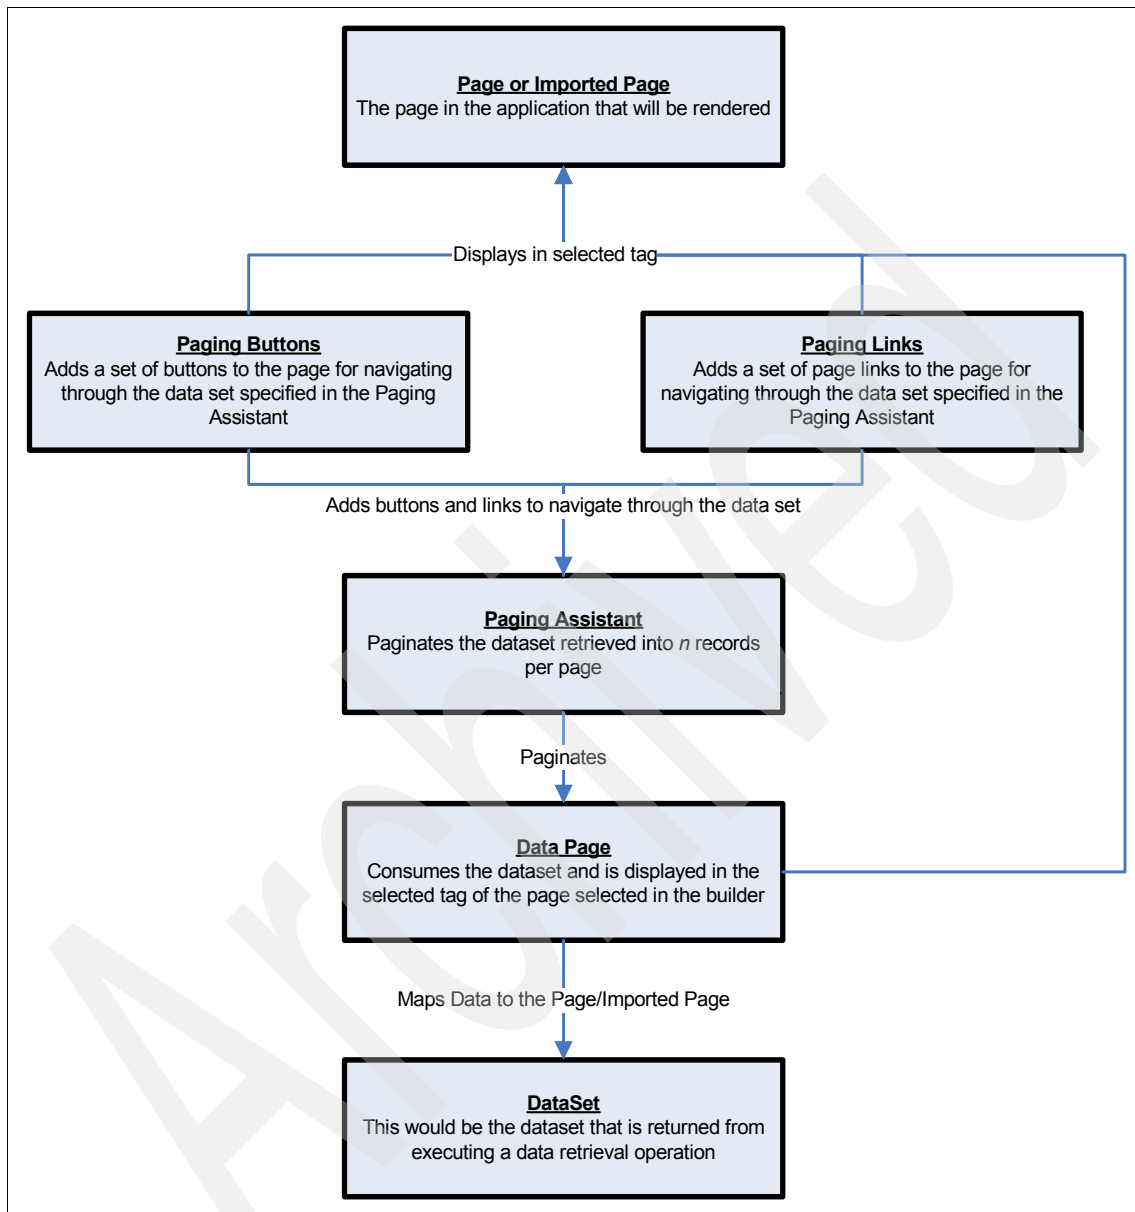 Page or Imported Page
The page in the application that will be rendered
Displays in selected tag
Paging Buttons
Adds a set of buttons to the page for navigating
through the data set specified in the Paging
Assistant
Paging Links
Adds a set of page links to the page for
navigating through the data set specified in the
Paging Assistant
Adds buttons and links to navigate through the data set
Paging Assistant
Paginates the dataset retrieved into n records
per page
Paginates
Data Page
Consumes the dataset and is displayed in the
selected tag of the page selected in the builder
Maps Data to the Page/Imported Page
DataSet
This would be the dataset that is returned from
executing a data retrieval operation
Archived